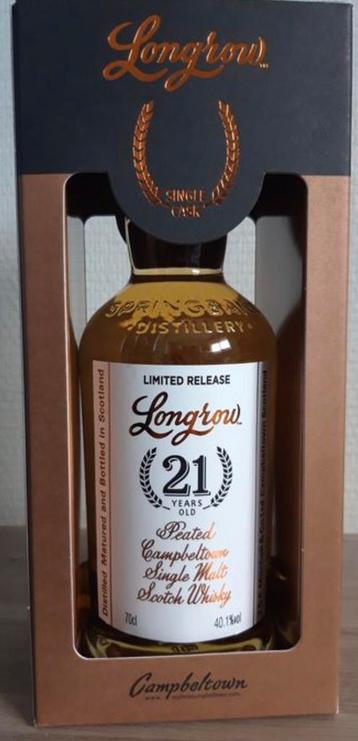 Longrow
SINGLE
CASK
SPRINGBANK
DISTILLERY
LIMITED RELEASE
Longrow
21
YEARS
OLD
Peated
Campbeltown
Single Malt
Scotch Whisky
70cl 40.1%vol
Distilled Matured and Bottled in Scotland
Campbeltown